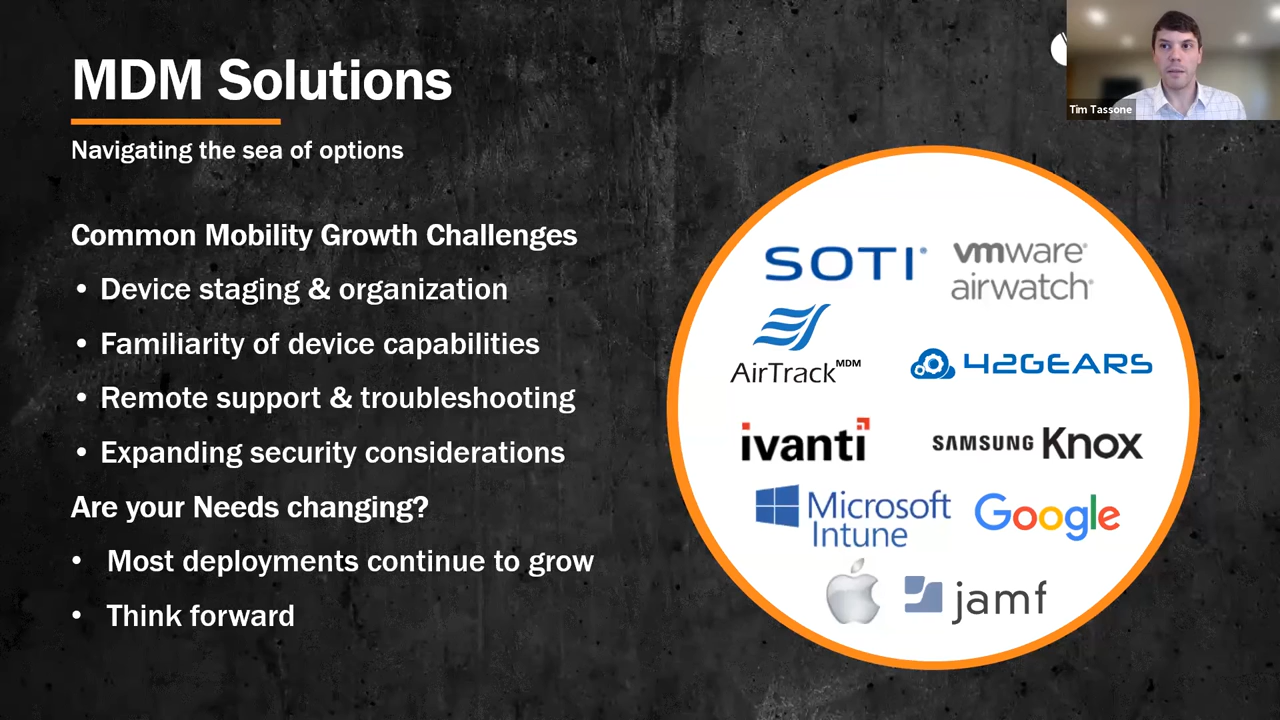 MDM Solutions
Navigating the sea of options
Common Mobility Growth Challenges
• Device staging & organization
• Familiarity of device capabilities
• Remote support & troubleshooting
• Expanding security considerations
Are your Needs changing?
• Most deployments continue to grow
• Think forward
Tim Tassone
SOTI®
vmware®
airwatch®
AirTrack MDM
42GEARS
ivanti
SAMSUNG Knox
Microsoft
Intune
Google
jamf